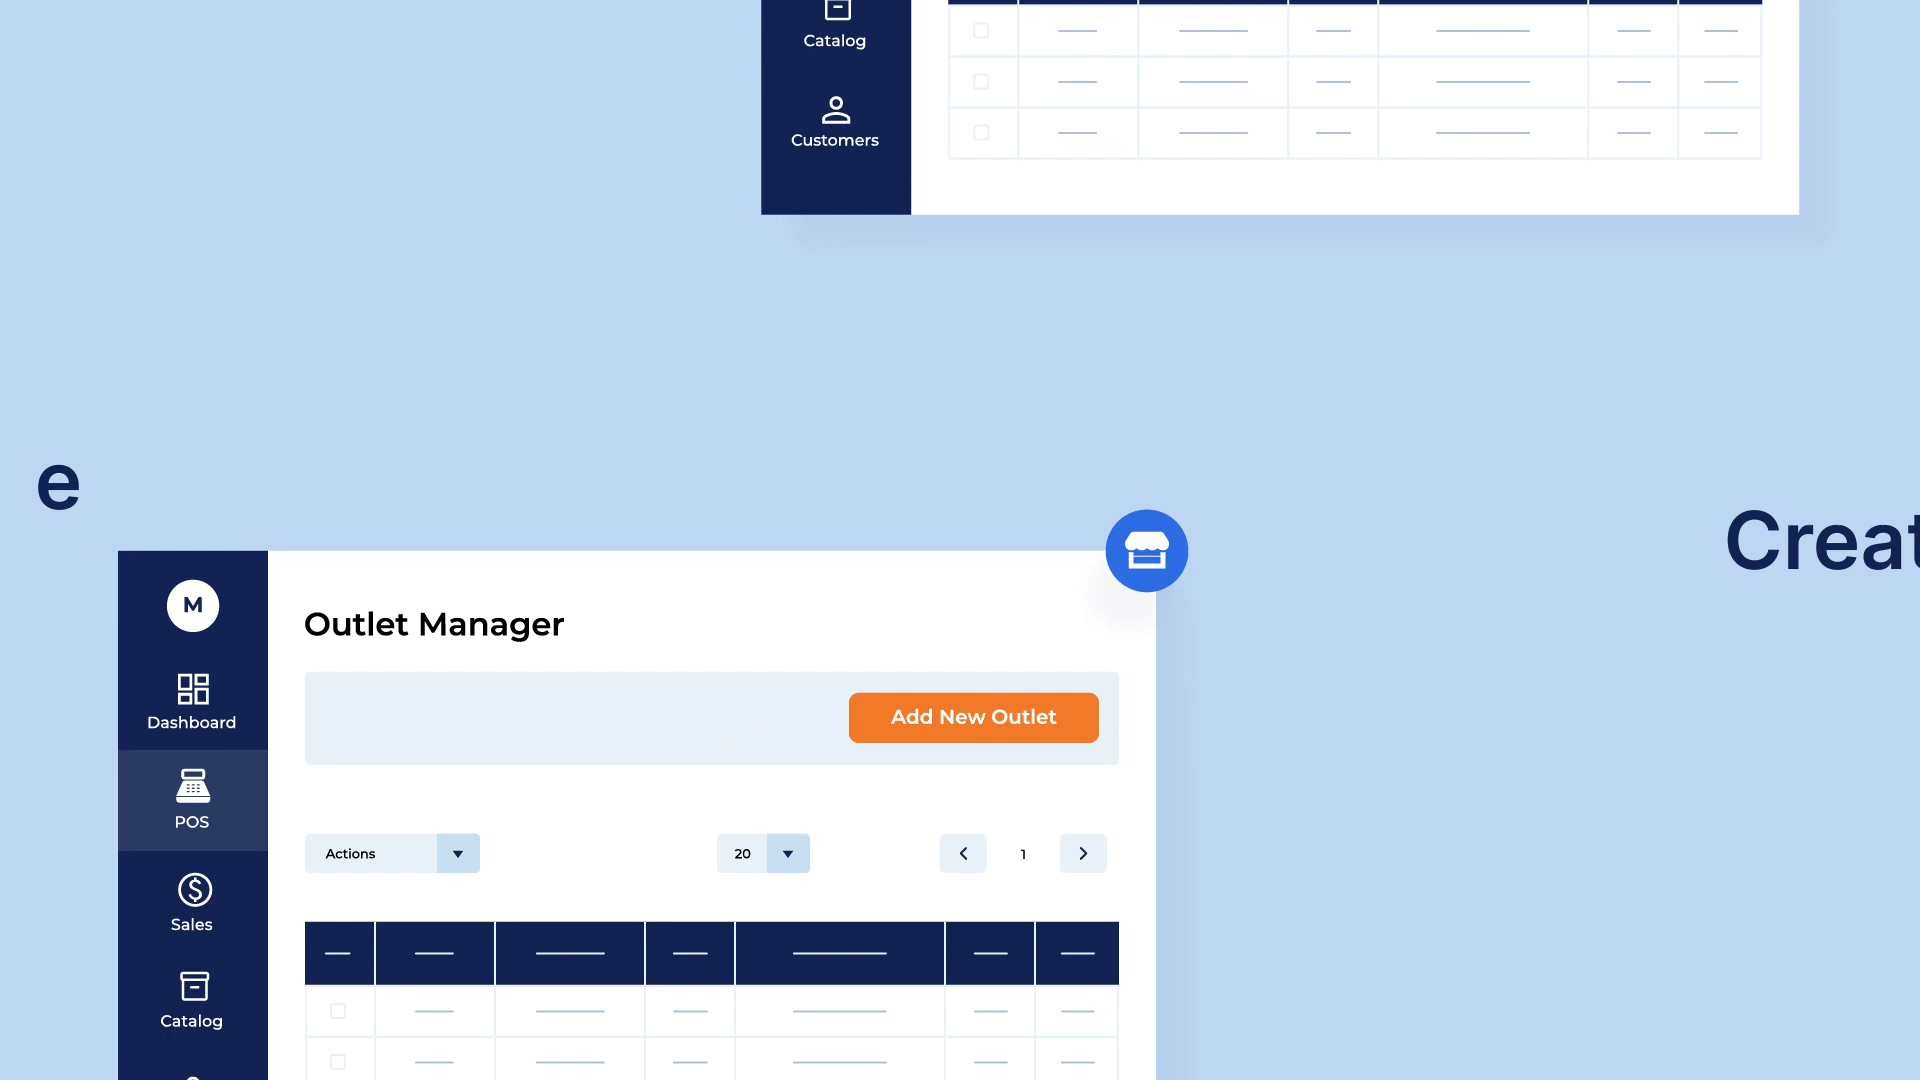 Catalog
Customers
e
Creat
M
Outlet Manager
Dashboard
Add New Outlet
POS
Actions
20
1
Sales
Catalog